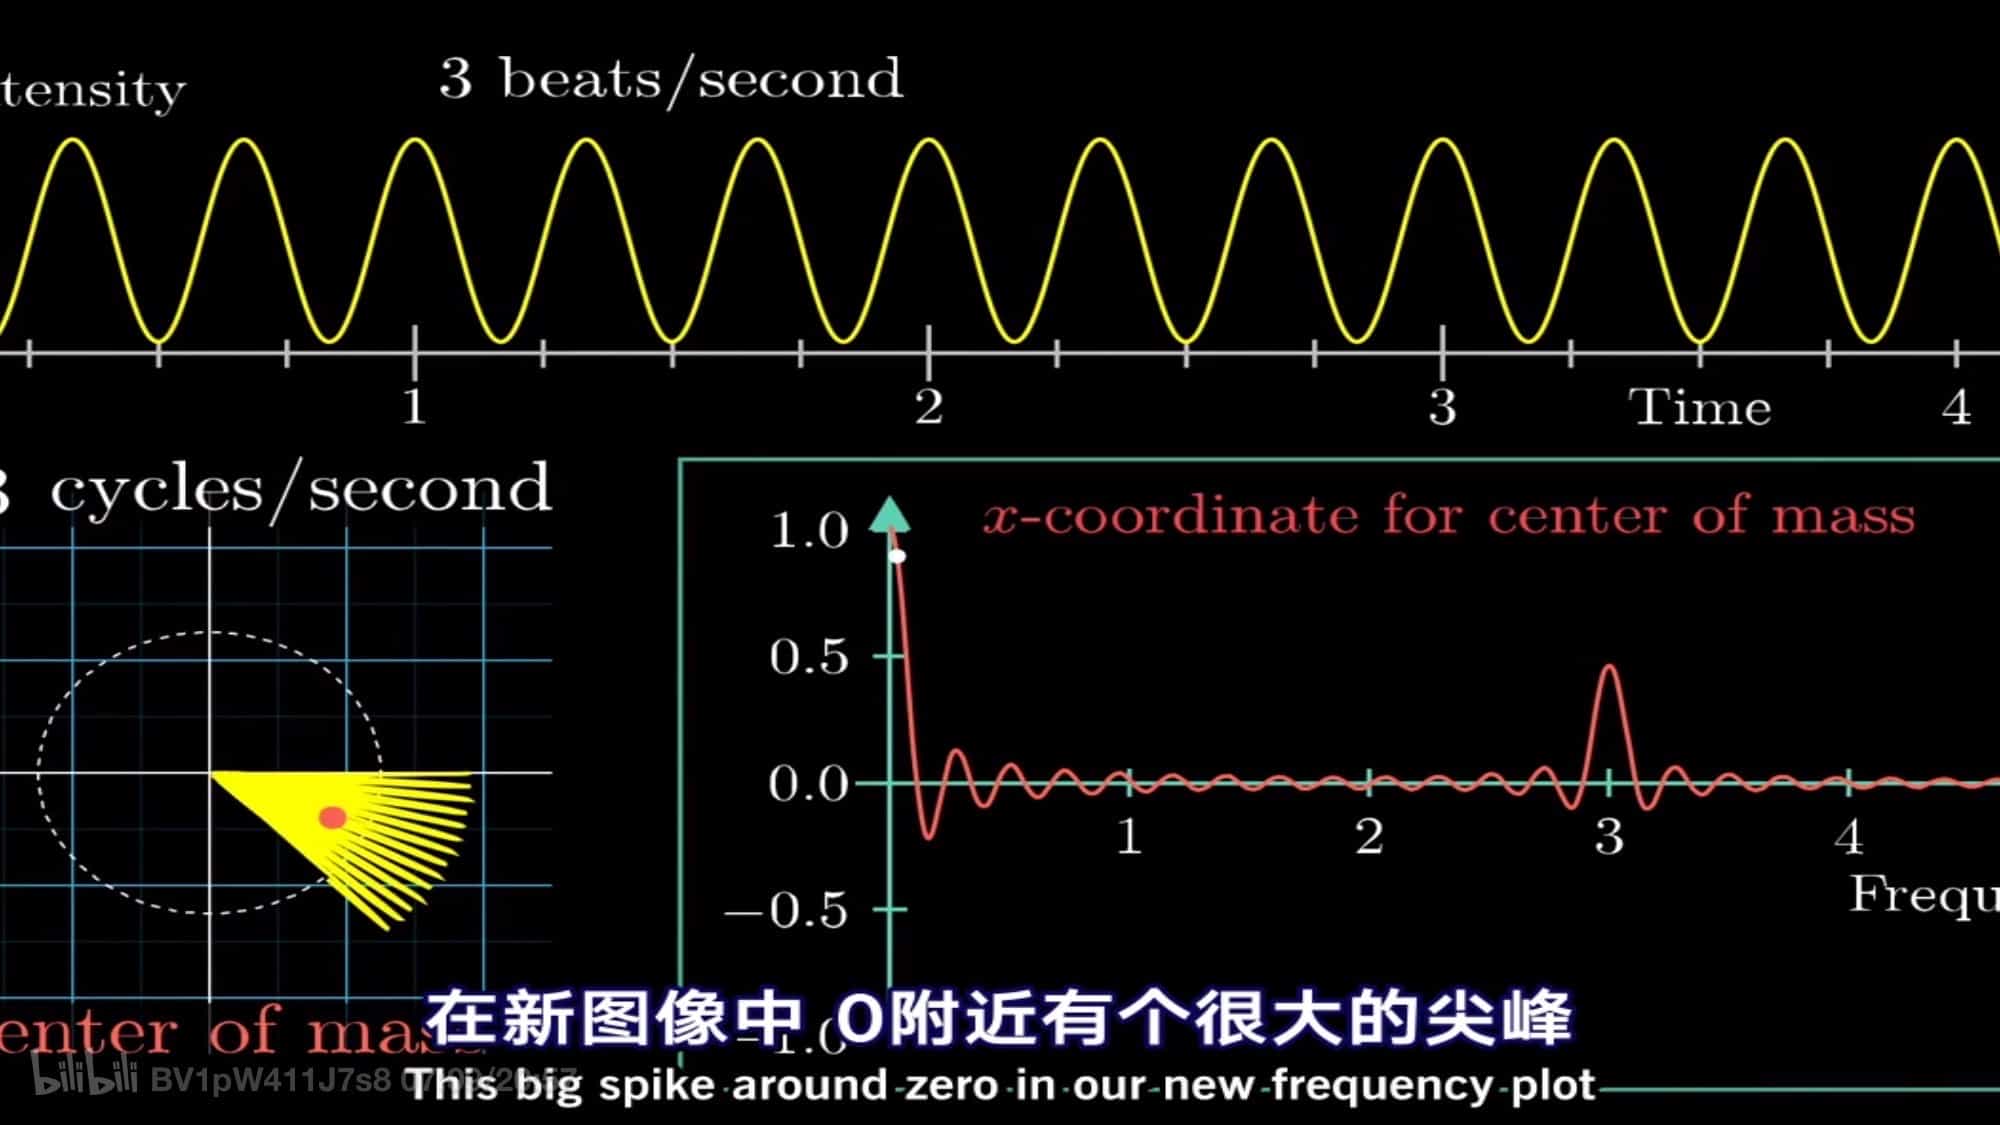 tensity
3 beats/second
1 2 3 Time 4
cycles/second
x-coordinate for center of mass
1.0
0.5
0.0
1 2 3 4
Frequ
−0.5
enter of mass
−1.0
在新图像中 0附近有个很大的尖峰
bilibili BV1pW411J7s8
This big spike around zero in our new frequency plot